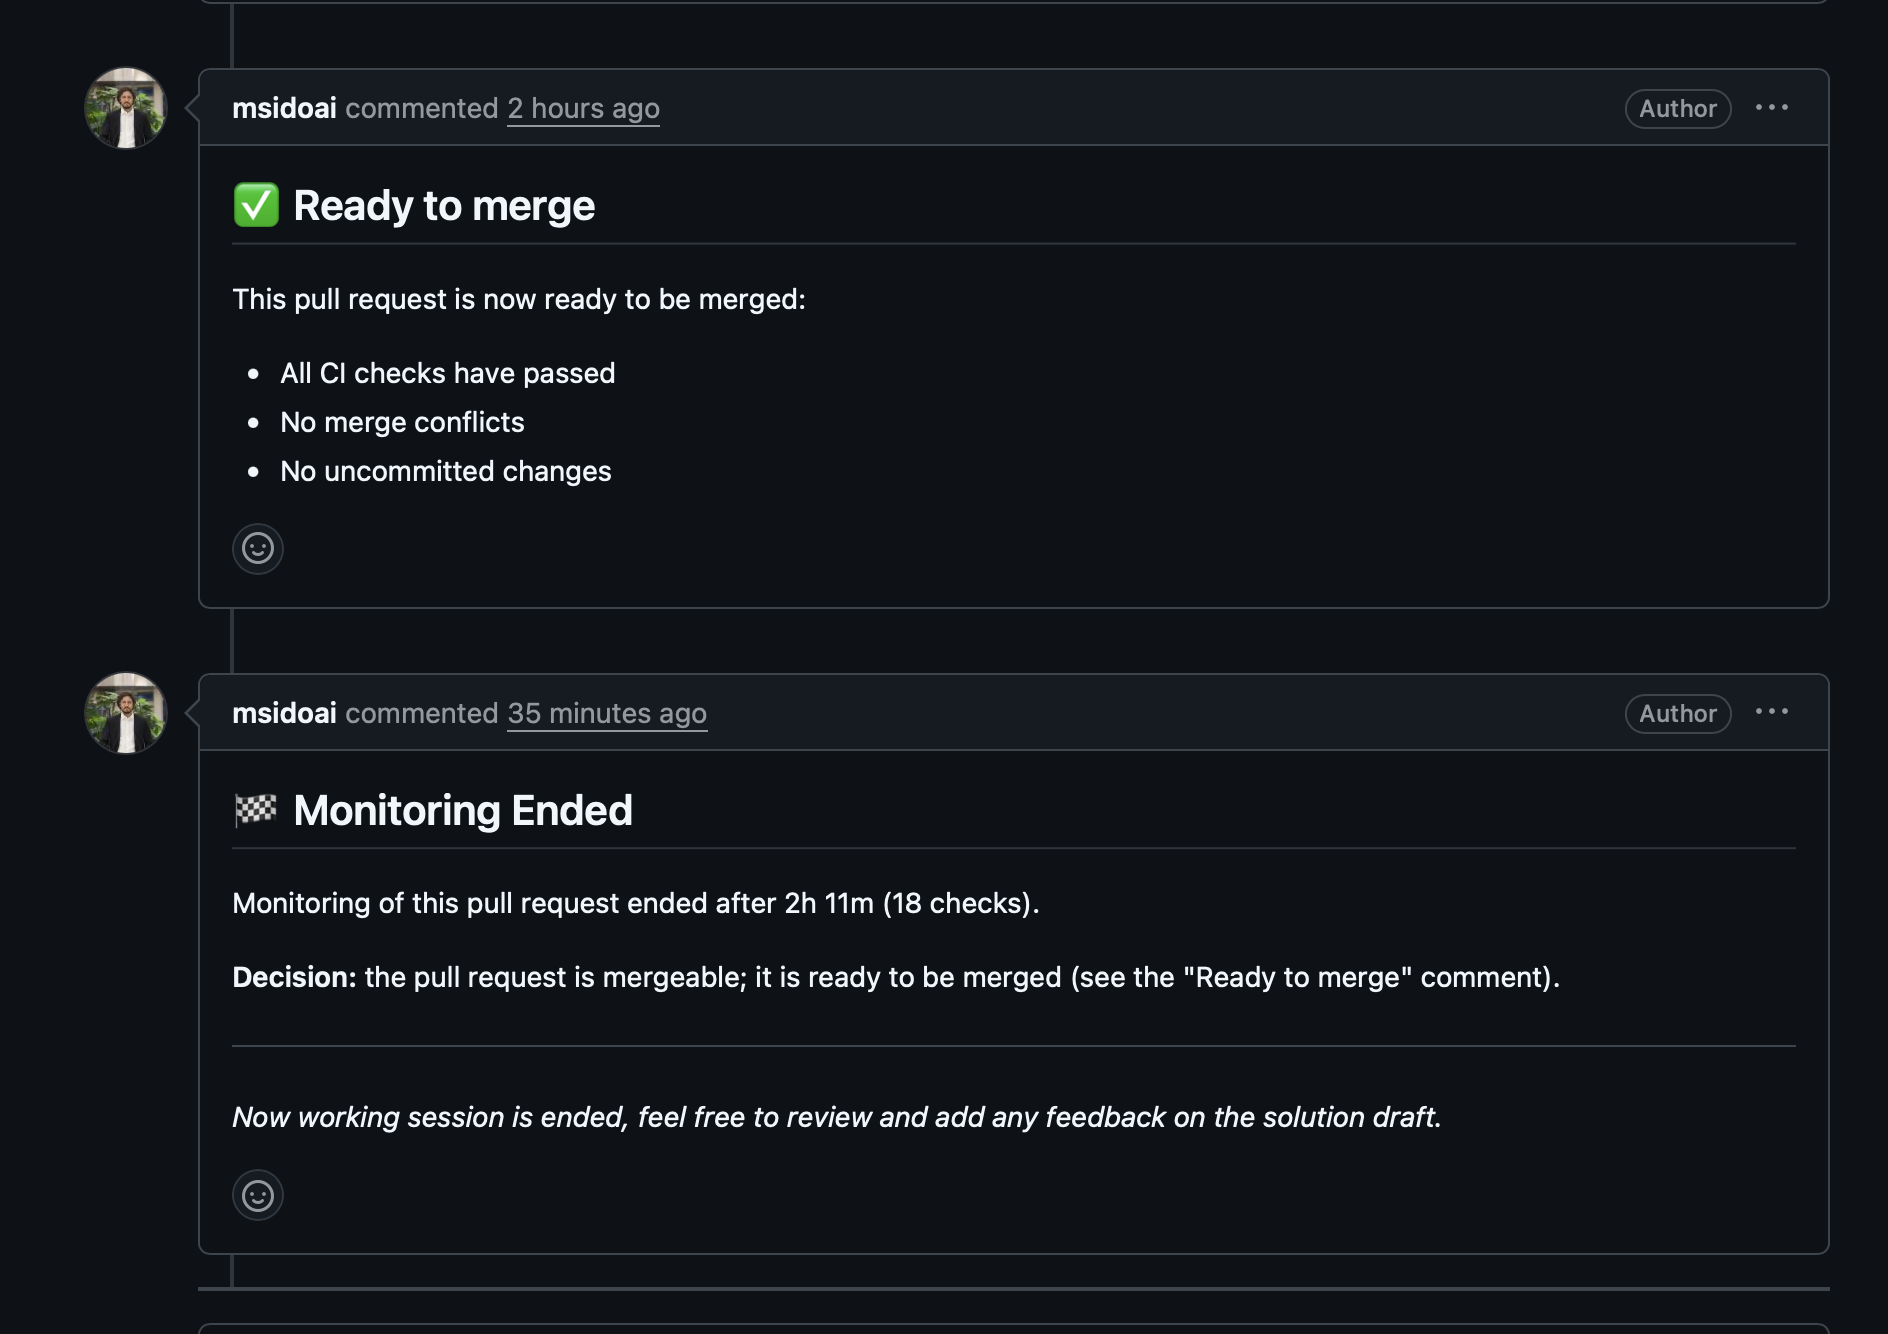 msidoai commented 2 hours ago
Author
✅ Ready to merge
This pull request is now ready to be merged:
• All CI checks have passed
• No merge conflicts
• No uncommitted changes
msidoai commented 35 minutes ago
Author
🏁 Monitoring Ended
Monitoring of this pull request ended after 2h 11m (18 checks).
Decision: the pull request is mergeable; it is ready to be merged (see the "Ready to merge" comment).
Now working session is ended, feel free to review and add any feedback on the solution draft.